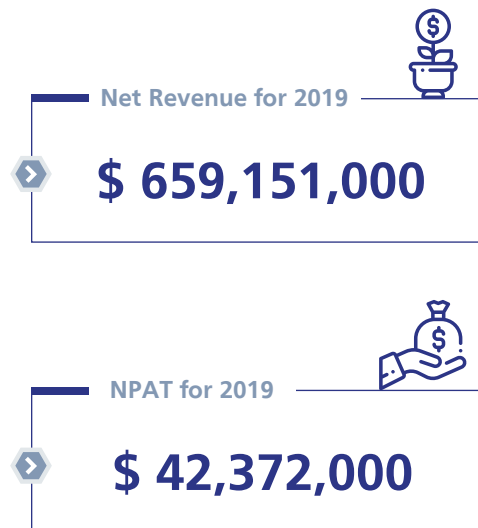 Net Revenue for 2019
$ 659,151,000
NPAT for 2019
$ 42,372,000